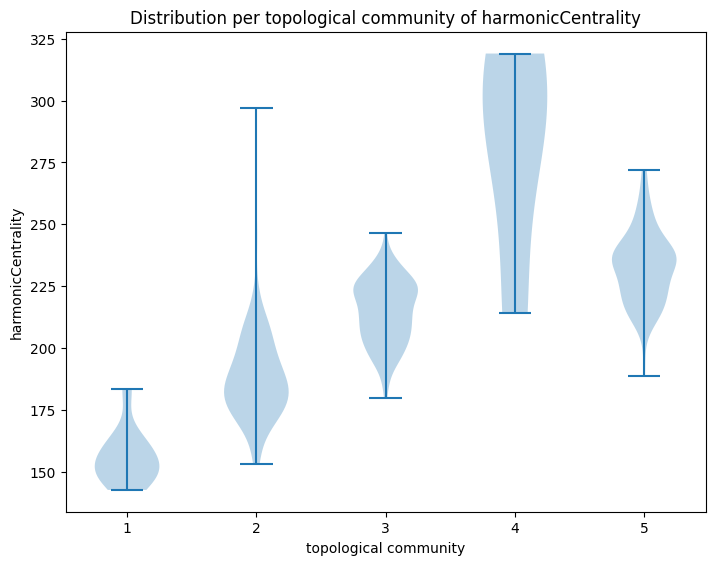 Distribution per topological community of harmonicCentrality
325
300
275
250
225
200
175
150
harmonicCentrality
1 2 3 4 5
topological community